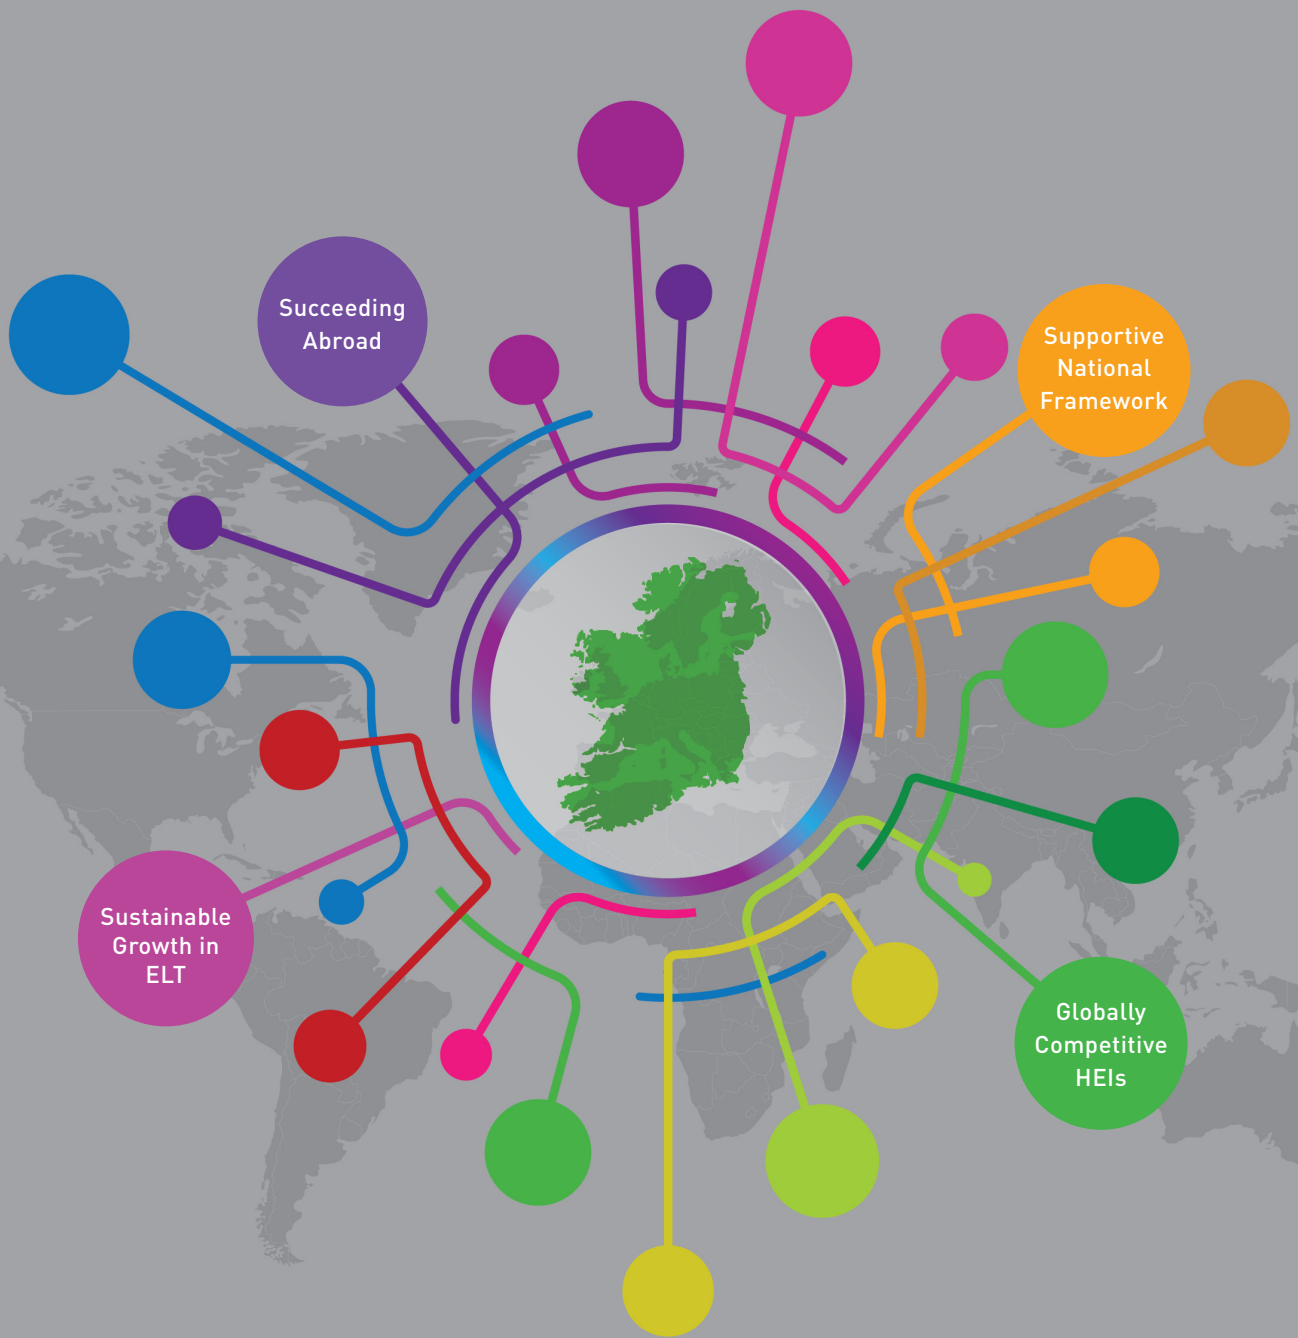 Succeeding
Abroad
Supportive
National
Framework
Sustainable
Growth in
ELT
Globally
Competitive
HEIs